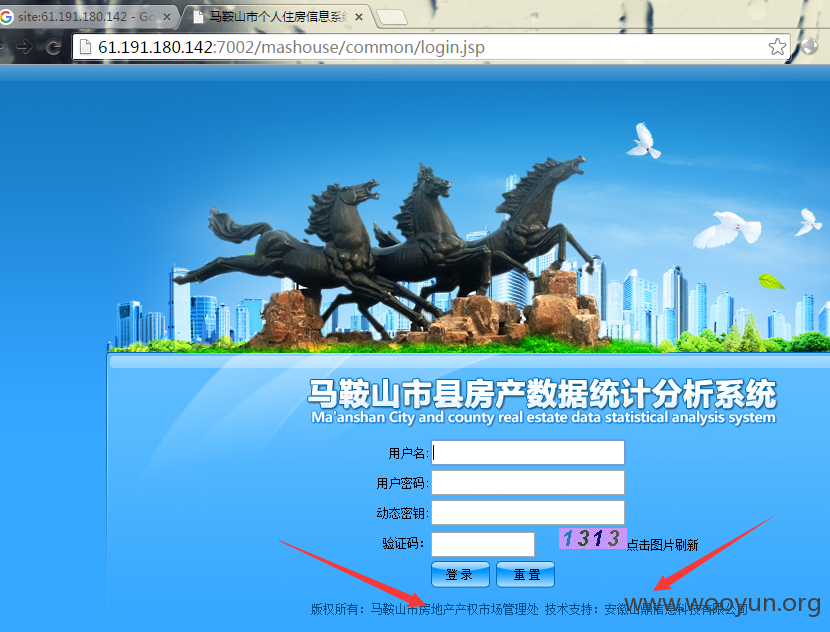 site:61.191.180.142 - Go
马鞍山市个人住房信息系统
61.191.180.142:7002/mashouse/common/login.jsp
马鞍山市县房产数据统计分析系统
Ma'anshan City and county real estate data statistical analysis system
用户名:
用户密码:
动态密钥:
验证码: 1313 点击图片刷新
登录 重置
版权所有：马鞍山市房地产产权市场管理处 技术支持：安徽山鼎信息科技有限公司
www.wooyun.org